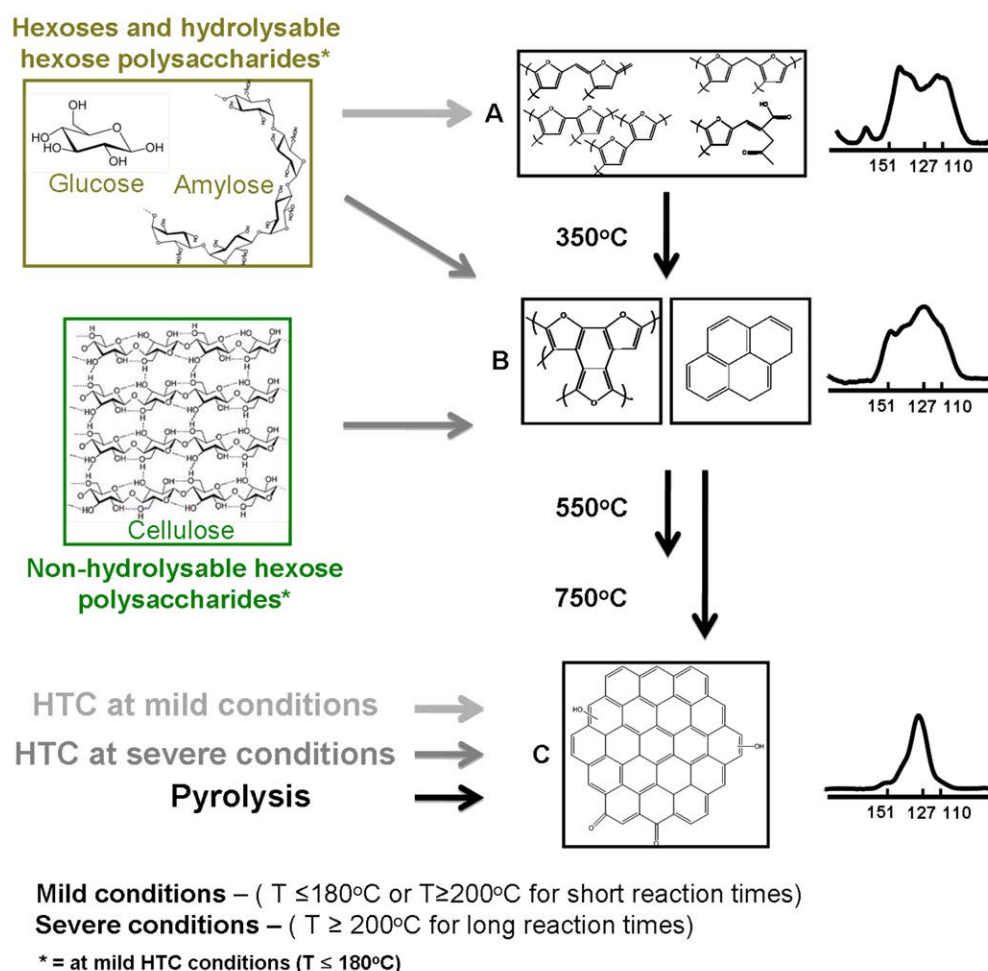 Hexoses and hydrolysable
hexose polysaccharides*
Glucose
Amylose
A
151 127 110
350°C
B
151 127 110
Cellulose
Non-hydrolysable hexose
polysaccharides*
550°C
750°C
HTC at mild conditions
HTC at severe conditions
Pyrolysis
C
HO
OH
O
O
151 127 110
Mild conditions – ( T ≤180°C or T≥200°C for short reaction times)
Severe conditions – ( T ≥ 200°C for long reaction times)
* = at mild HTC conditions (T ≤ 180°C)